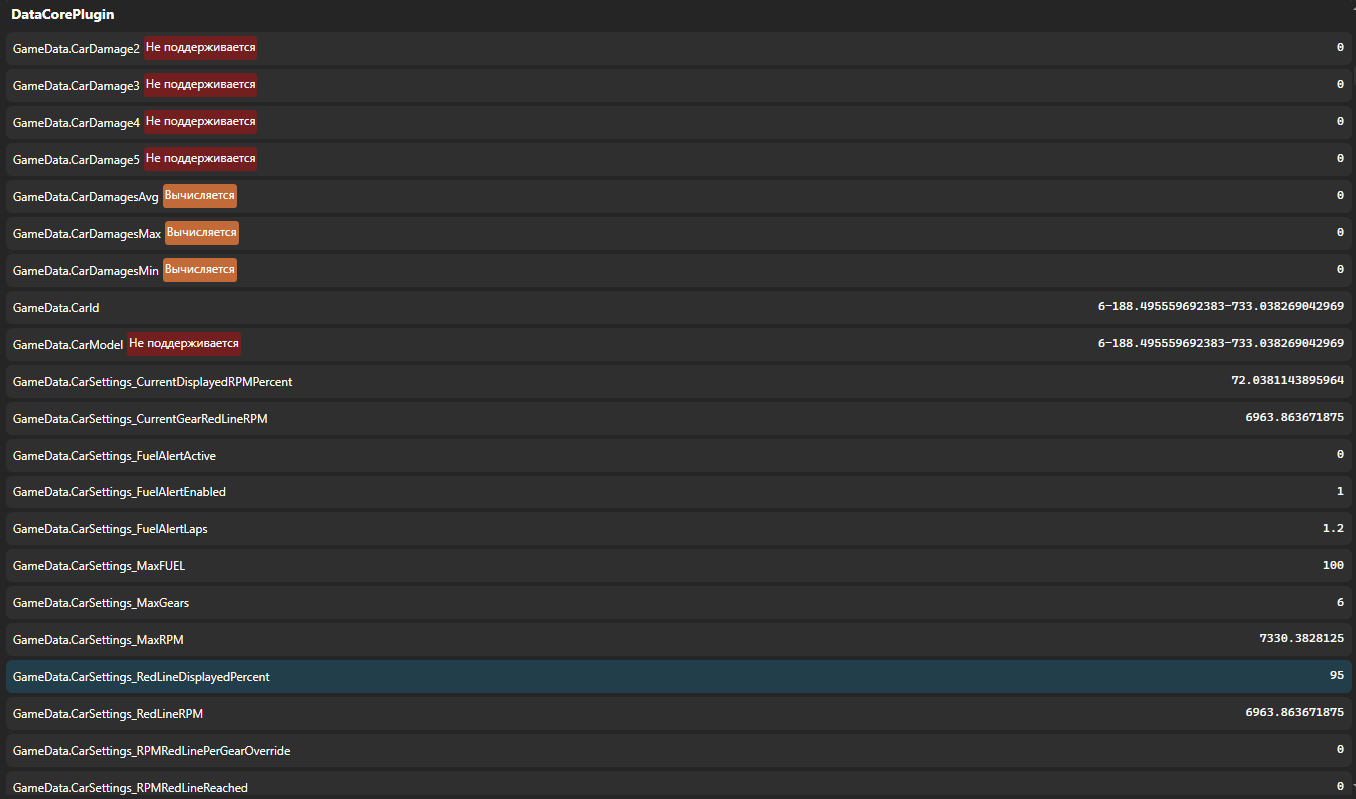 DataCorePlugin
GameData.CarDamage2 Не поддерживается 0
GameData.CarDamage3 Не поддерживается 0
GameData.CarDamage4 Не поддерживается 0
GameData.CarDamage5 Не поддерживается 0
GameData.CarDamagesAvg Вычисляется 0
GameData.CarDamagesMax Вычисляется 0
GameData.CarDamagesMin Вычисляется 0
GameData.CarId 6-188.495559692383-733.038269042969
GameData.CarModel Не поддерживается 6-188.495559692383-733.038269042969
GameData.CarSettings_CurrentDisplayedRPMPercent 72.0381143895964
GameData.CarSettings_CurrentGearRedLineRPM 6963.863671875
GameData.CarSettings_FuelAlertActive 0
GameData.CarSettings_FuelAlertEnabled 1
GameData.CarSettings_FuelAlertLaps 1.2
GameData.CarSettings_MaxFUEL 100
GameData.CarSettings_MaxGears 6
GameData.CarSettings_MaxRPM 7330.3828125
GameData.CarSettings_RedLineDisplayedPercent 95
GameData.CarSettings_RedLineRPM 6963.863671875
GameData.CarSettings_RPMRedLinePerGearOverride 0
GameData.CarSettings_RPMRedLineReached 0